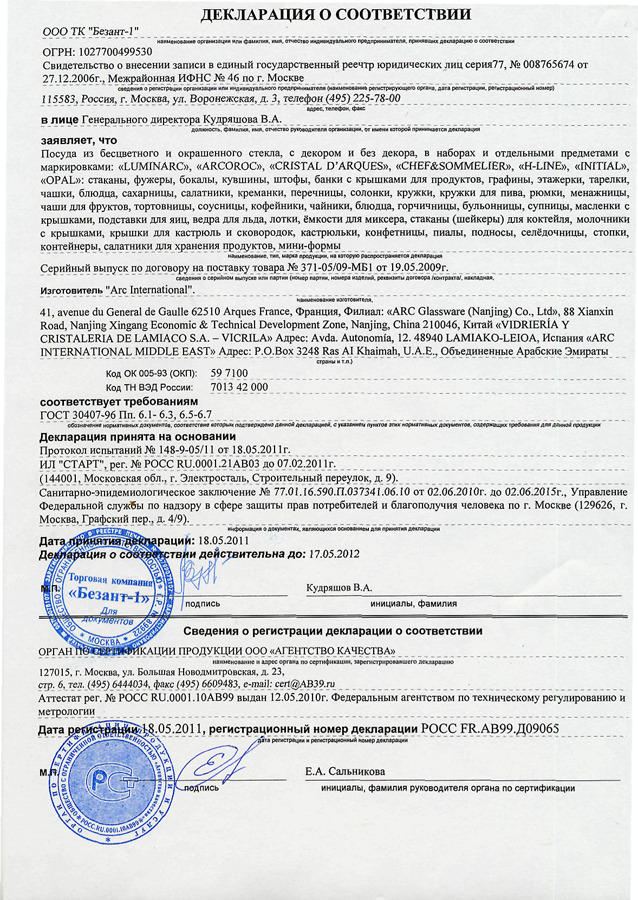 ДЕКЛАРАЦИЯ О СООТВЕТСТВИИ
ООО ТК "Безант-1"
наименование организации или фамилия, имя, отчество индивидуального предпринимателя, принявших декларацию о соответствии
ОГРН: 1027700499530
Свидетельство о внесении записи в единый государственный реестр юридических лиц серия77, № 008765674 от
27.12.2006г., Межрайонная ИФНС № 46 по г. Москве
сведения о регистрации организации или индивидуального предпринимателя (наименование регистрирующего органа, дата регистрации, регистрационный номер)
115583, Россия, г. Москва, ул. Воронежская, д. 3, телефон (495) 225-78-00
адрес, телефон, факс
в лице Генерального директора Кудряшова В.А.
должность, фамилия, имя, отчество руководителя организации, от имени которой принимается декларация
заявляет, что
Посуда из бесцветного и окрашенного стекла, с декором и без декора, в наборах и отдельными предметами с
маркировками: «LUMINARC», «ARCOROC», «CRISTAL D'ARQUES», «CHEF&SOMMELIER», «H-LINE», «INITIAL»,
«OPAL»: стаканы, фужеры, бокалы, кувшины, штофы, банки с крышками для продуктов, графины, этажерки, тарелки,
чашки, блюдца, сахарницы, салатники, креманки, перечницы, солонки, кружки, кружки для пива, рюмки, менажницы,
чаши для фруктов, тортовницы, соусницы, кофейники, чайники, блюдца, горчичницы, бульонницы, супницы, масленки с
крышками, подставки для яиц, ведра для льда, лотки, ёмкости для миксера, стаканы (шейкеры) для коктейля, молочники
с крышками, крышки для кастрюль и сковородок, кастрюльки, конфетницы, пиалы, подносы, селёдочницы, стопки,
контейнеры, салатники для хранения продуктов, мини-формы
наименование, тип, марка продукции, на которую распространяется декларация
Серийный выпуск по договору на поставку товара № 371-05/09-МБ1 от 19.05.2009г.
сведения о серийном выпуске или партии (номер партии, номера изделий, реквизиты договора /контракта/, накладная,
Изготовитель "Arc International".
наименование изготовителя,
41, avenue du General de Gaulle 62510 Arques France, Франция, Филиал: «ARC Glassware (Nanjing) Co., Ltd», 88 Xianxin
Road, Nanjing Xingang Economic & Technical Development Zone, Nanjing, China 210046, Китай «VIDRIERÍA Y
CRISTALERIA DE LAMIACO S.A. – VICRILA» Адрес: Avda. Autonomía, 12. 48940 LAMIAKO-LEIOA, Испания «ARC
INTERNATIONAL MIDDLE EAST» Адрес: P.O.Box 3248 Ras Al Khaimah, U.A.E., Объединенные Арабские Эмираты
страны и т.п.)
Код ОК 005-93 (ОКП): 59 7100
Код ТН ВЭД России: 7013 42 000
соответствует требованиям
ГОСТ 30407-96 Пп. 6.1- 6.3, 6.5-6.7
обозначение нормативных документов, соответствие которым подтверждено данной декларацией, с указанием пунктов этих нормативных документов, содержащих требования для данной продукции
Декларация принята на основании
Протокол испытаний № 148-9-05/11 от 18.05.2011г.
ИЛ "СТАРТ", рег. № РОСС RU.0001.21АВ03 до 07.02.2011г.
(144001, Московская обл., г. Электросталь, Строительный переулок, д. 9).
Санитарно-эпидемиологическое заключение № 77.01.16.590.П.037341.06.10 от 02.06.2010г. до 02.06.2015г., Управление
Федеральной службы по надзору в сфере защиты прав потребителей и благополучия человека по г. Москве (129626, г.
Москва, Графский пер., д. 4/9).
информация о документах, являющихся основанием для принятия декларации
Дата принятия декларации: 18.05.2011
Декларация о соответствии действительна до: 17.05.2012
Торговая компания
«Безант-1»
Для
документов
МОСКВА
М.П.
Кудряшов В.А.
подпись
инициалы, фамилия
Сведения о регистрации декларации о соответствии
ОРГАН ПО СЕРТИФИКАЦИИ ПРОДУКЦИИ ООО «АГЕНТСТВО КАЧЕСТВА»
наименование и адрес органа по сертификации, зарегистрировавшего декларацию
127015, г. Москва, ул. Большая Новодмитровская, д. 23,
стр. 6, тел. (495) 6444034, факс (495) 6609483, e-mail: cert@AB39.ru
Аттестат рег. № РОСС RU.0001.10АВ99 выдан 12.05.2010г. Федеральным агентством по техническому регулированию и
метрологии
Дата регистрации 18.05.2011, регистрационный номер декларации РОСС FR.АВ99.Д09065
дата регистрации и регистрационный номер декларации
М.П.
Е.А. Сальникова
подпись
инициалы, фамилия руководителя органа по сертификации
ОРГАН ПО СЕРТИФИКАЦИИ ПРОДУКЦИИ И УСЛУГ
РОСС.RU.0001.10АВ99